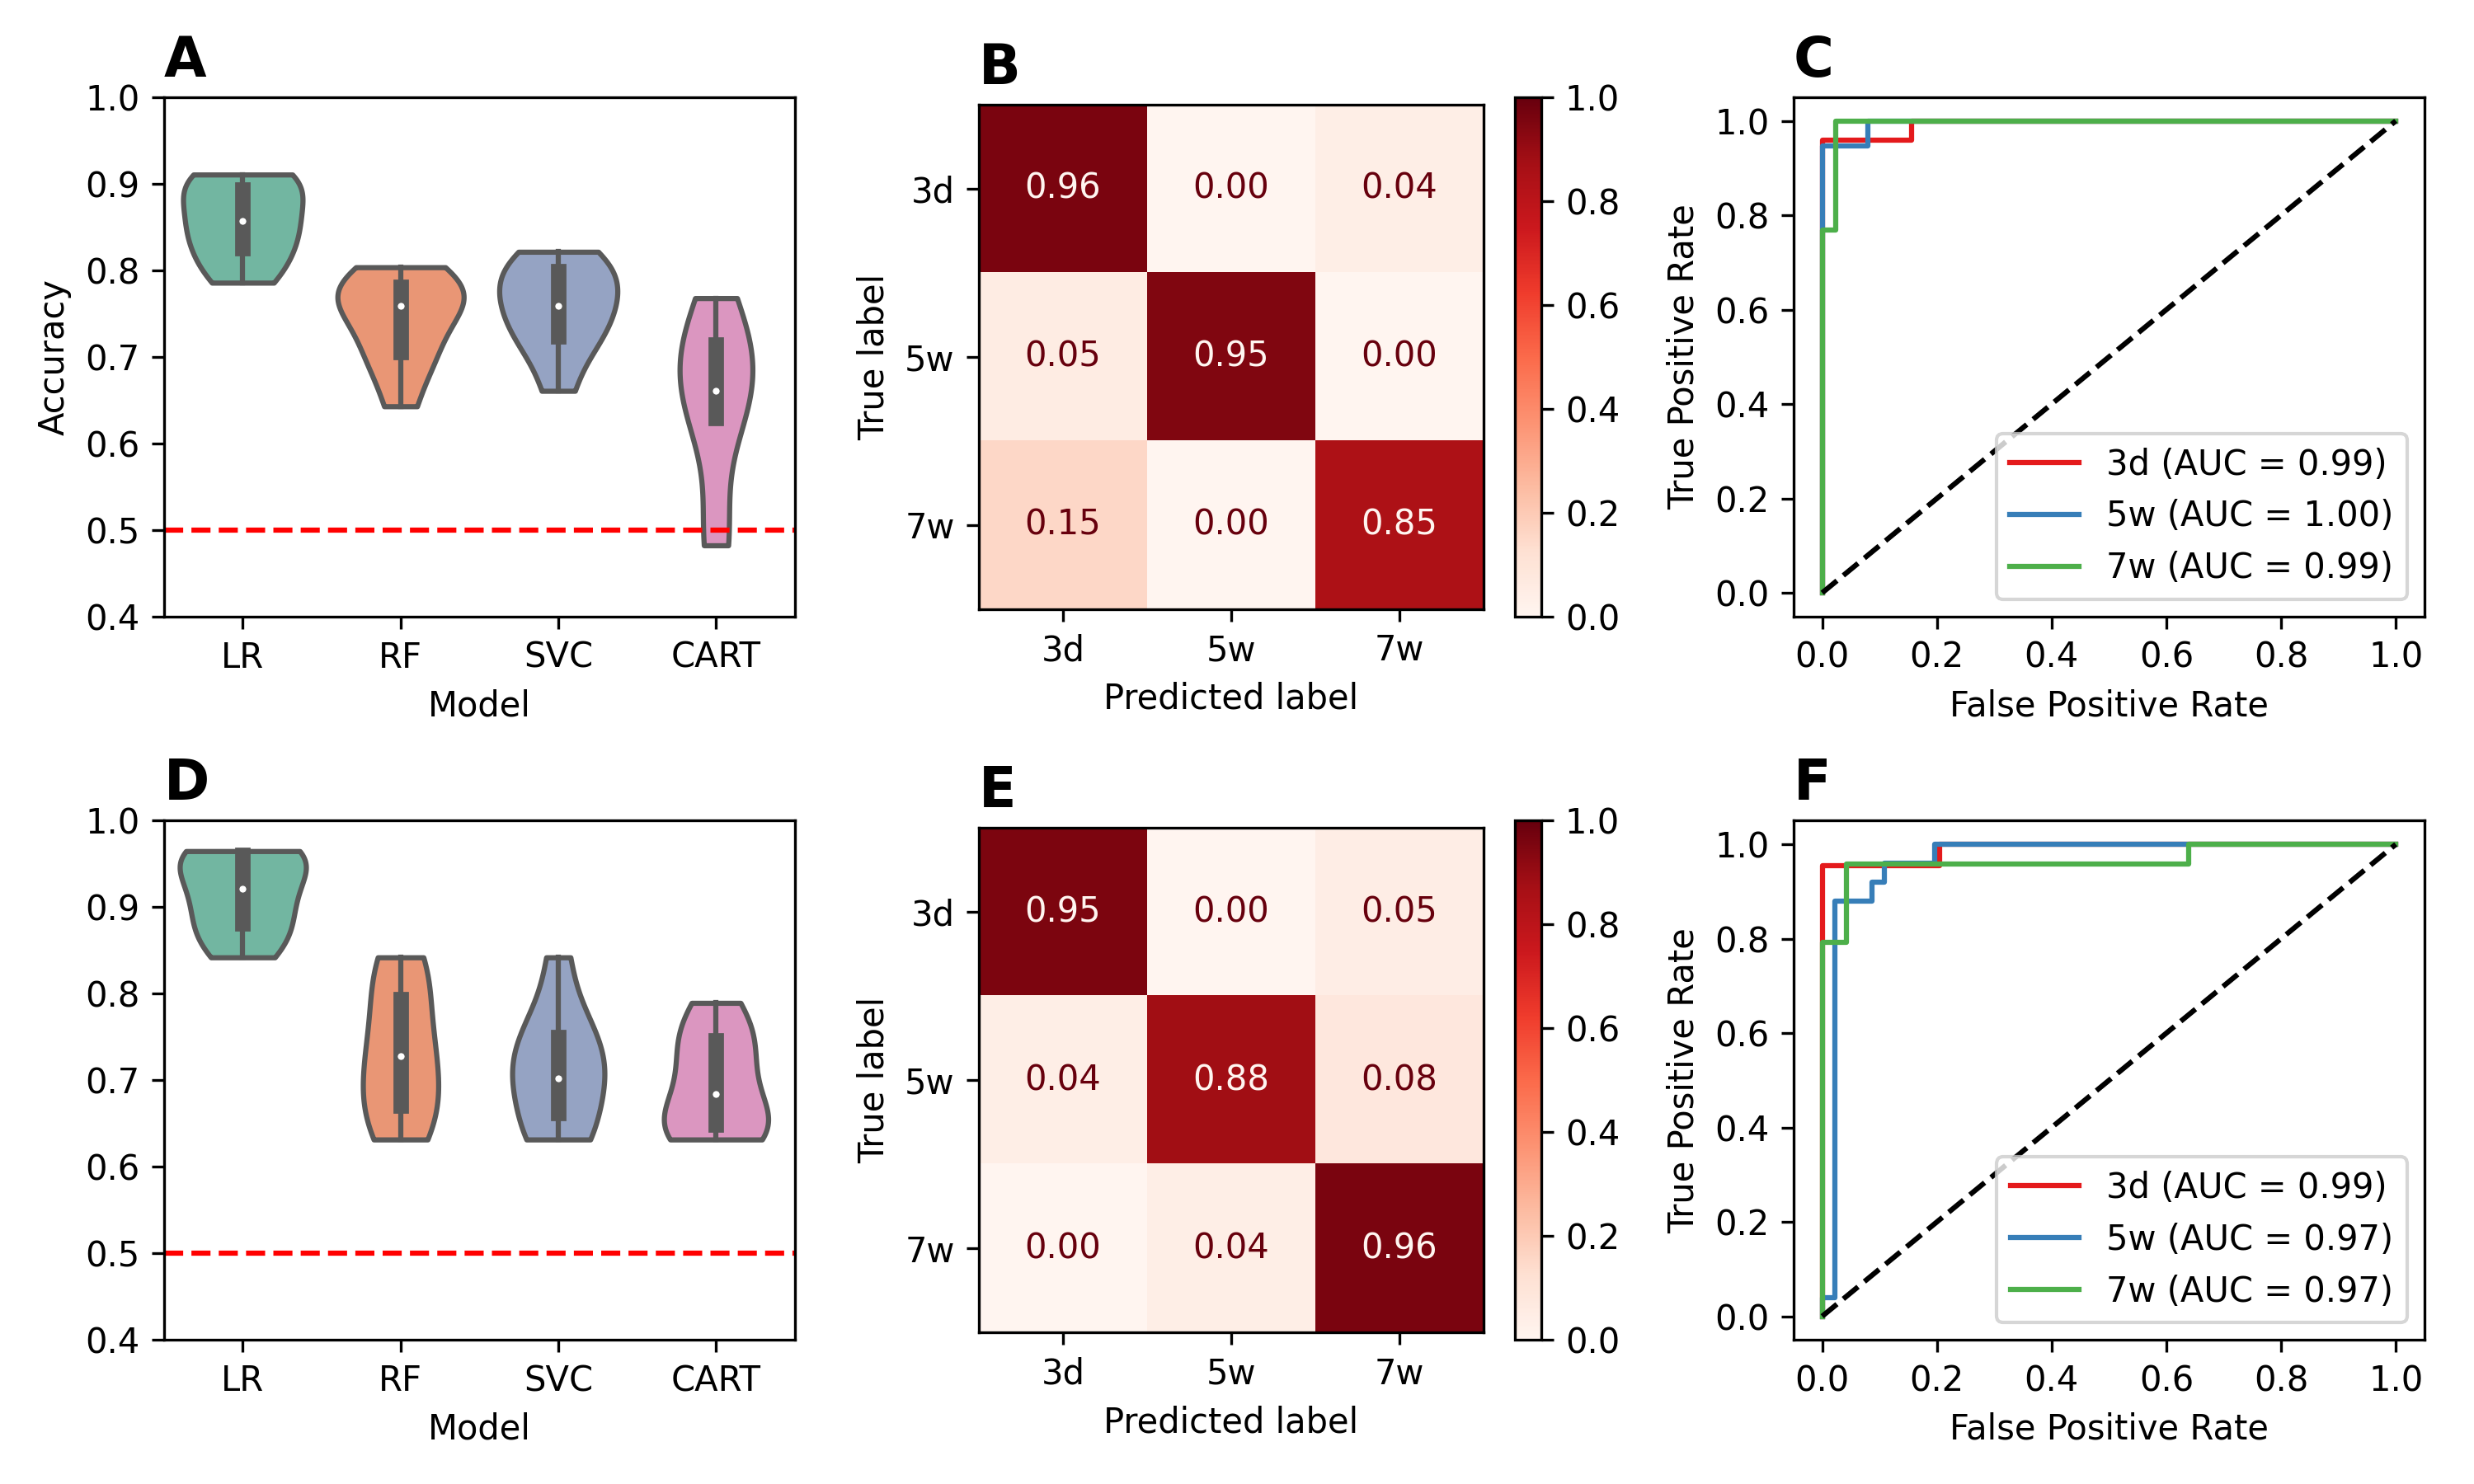 A
1.0
0.9
0.8
0.7
0.6
0.5
0.4
Accuracy
LR RF SVC CART
Model
B
True label
3d
5w
7w
0.96 0.00 0.04
0.05 0.95 0.00
0.15 0.00 0.85
3d 5w 7w
Predicted label
1.0
0.8
0.6
0.4
0.2
0.0
C
True Positive Rate
1.0
0.8
0.6
0.4
0.2
0.0
3d (AUC = 0.99)
5w (AUC = 1.00)
7w (AUC = 0.99)
0.0 0.2 0.4 0.6 0.8 1.0
False Positive Rate
D
1.0
0.9
0.8
0.7
0.6
0.5
0.4
LR RF SVC CART
Model
E
True label
3d
5w
7w
0.95 0.00 0.05
0.04 0.88 0.08
0.00 0.04 0.96
3d 5w 7w
Predicted label
1.0
0.8
0.6
0.4
0.2
0.0
F
True Positive Rate
1.0
0.8
0.6
0.4
0.2
0.0
3d (AUC = 0.99)
5w (AUC = 0.97)
7w (AUC = 0.97)
0.0 0.2 0.4 0.6 0.8 1.0
False Positive Rate